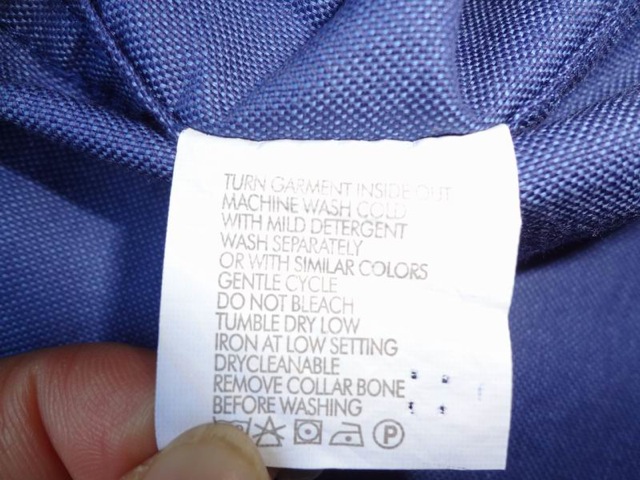 TURN GARMENT INSIDE OUT
MACHINE WASH COLD
WITH MILD DETERGENT
WASH SEPARATELY
OR WITH SIMILAR COLORS
GENTLE CYCLE
DO NOT BLEACH
TUMBLE DRY LOW
IRON AT LOW SETTING
DRYCLEANABLE
REMOVE COLLAR BONE
BEFORE WASHING
P